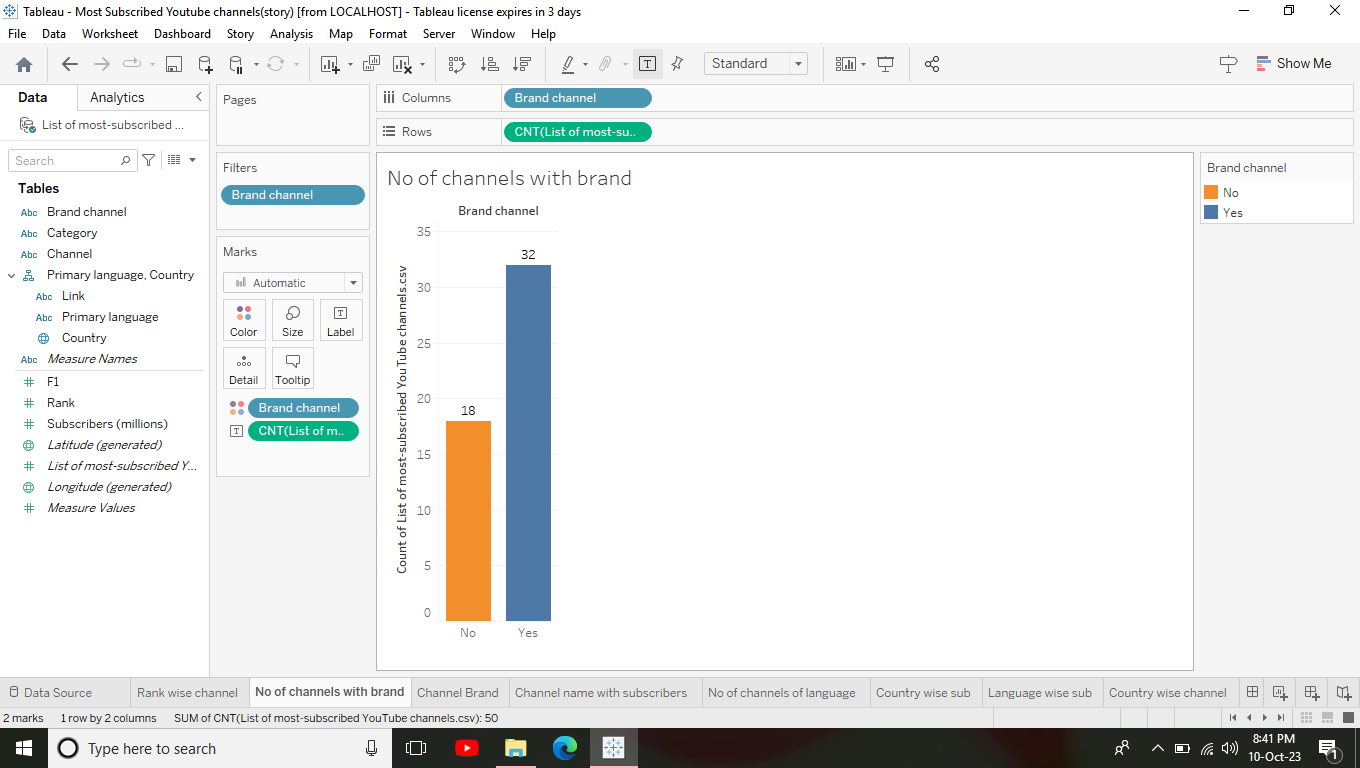 Tableau - Most Subscribed Youtube channels(story) [from LOCALHOST] - Tableau license expires in 3 days
File Data Worksheet Dashboard Story Analysis Map Format Server Window Help
Standard
Show Me
Data Analytics
List of most-subscribed ...
Search
Tables
Abc Brand channel
Abc Category
Abc Channel
Primary language, Country
Abc Link
Abc Primary language
Country
Abc Measure Names
F1
Rank
Subscribers (millions)
Latitude (generated)
List of most-subscribed Y...
Longitude (generated)
Measure Values
Pages
Filters
Brand channel
Marks
Automatic
Color Size Label
Detail Tooltip
Brand channel
CNT(List of m..
Columns Brand channel
Rows CNT(List of most-su..
No of channels with brand
Brand channel
Count of List of most-subscribed YouTube channels.csv
35
30
25
20
15
10
5
0
18
32
No Yes
Brand channel
No
Yes
Data Source Rank wise channel No of channels with brand Channel Brand Channel name with subscribers No of channels of language Country wise sub Language wise sub Country wise channel
2 marks 1 row by 2 columns SUM of CNT(List of most-subscribed YouTube channels.csv): 50
Type here to search
8:41 PM
10-Oct-23
1